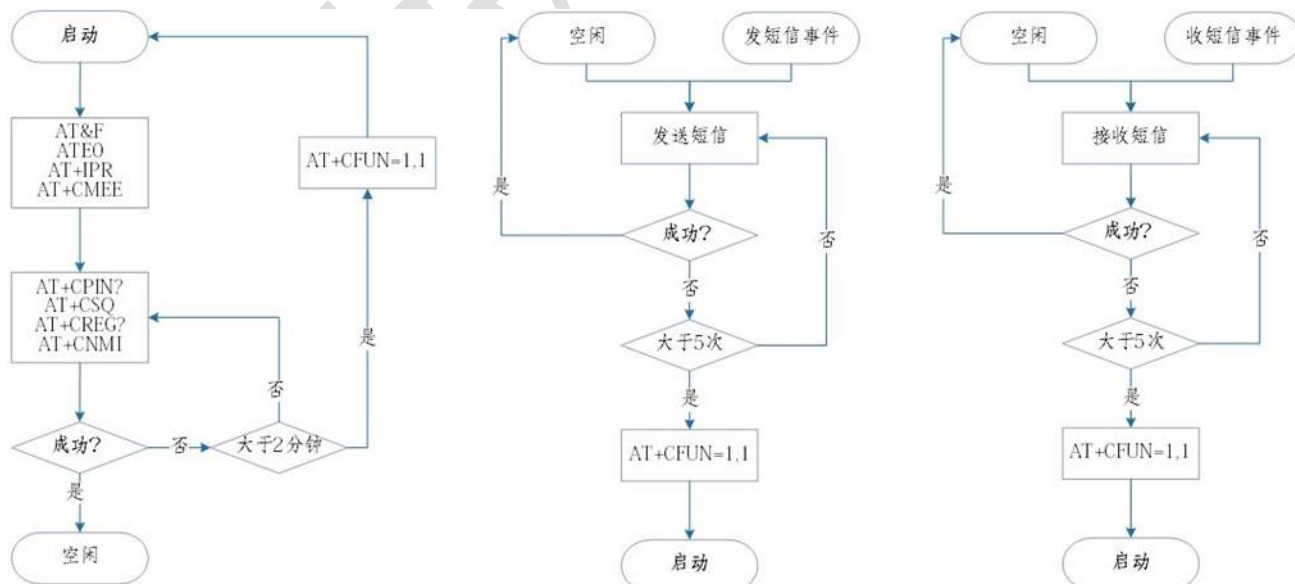 启动
AT&F
ATE0
AT+IPR
AT+CMEE
AT+CFUN=1,1
AT+CPIN?
AT+CSQ
AT+CREG?
AT+CNMI
是
否
成功?
否
大于2分钟
是
空闲
空闲
发短信事件
发送短信
是
成功?
否
否
大于5次
是
AT+CFUN=1,1
启动
空闲
收短信事件
接收短信
是
成功?
否
否
大于5次
是
AT+CFUN=1,1
启动